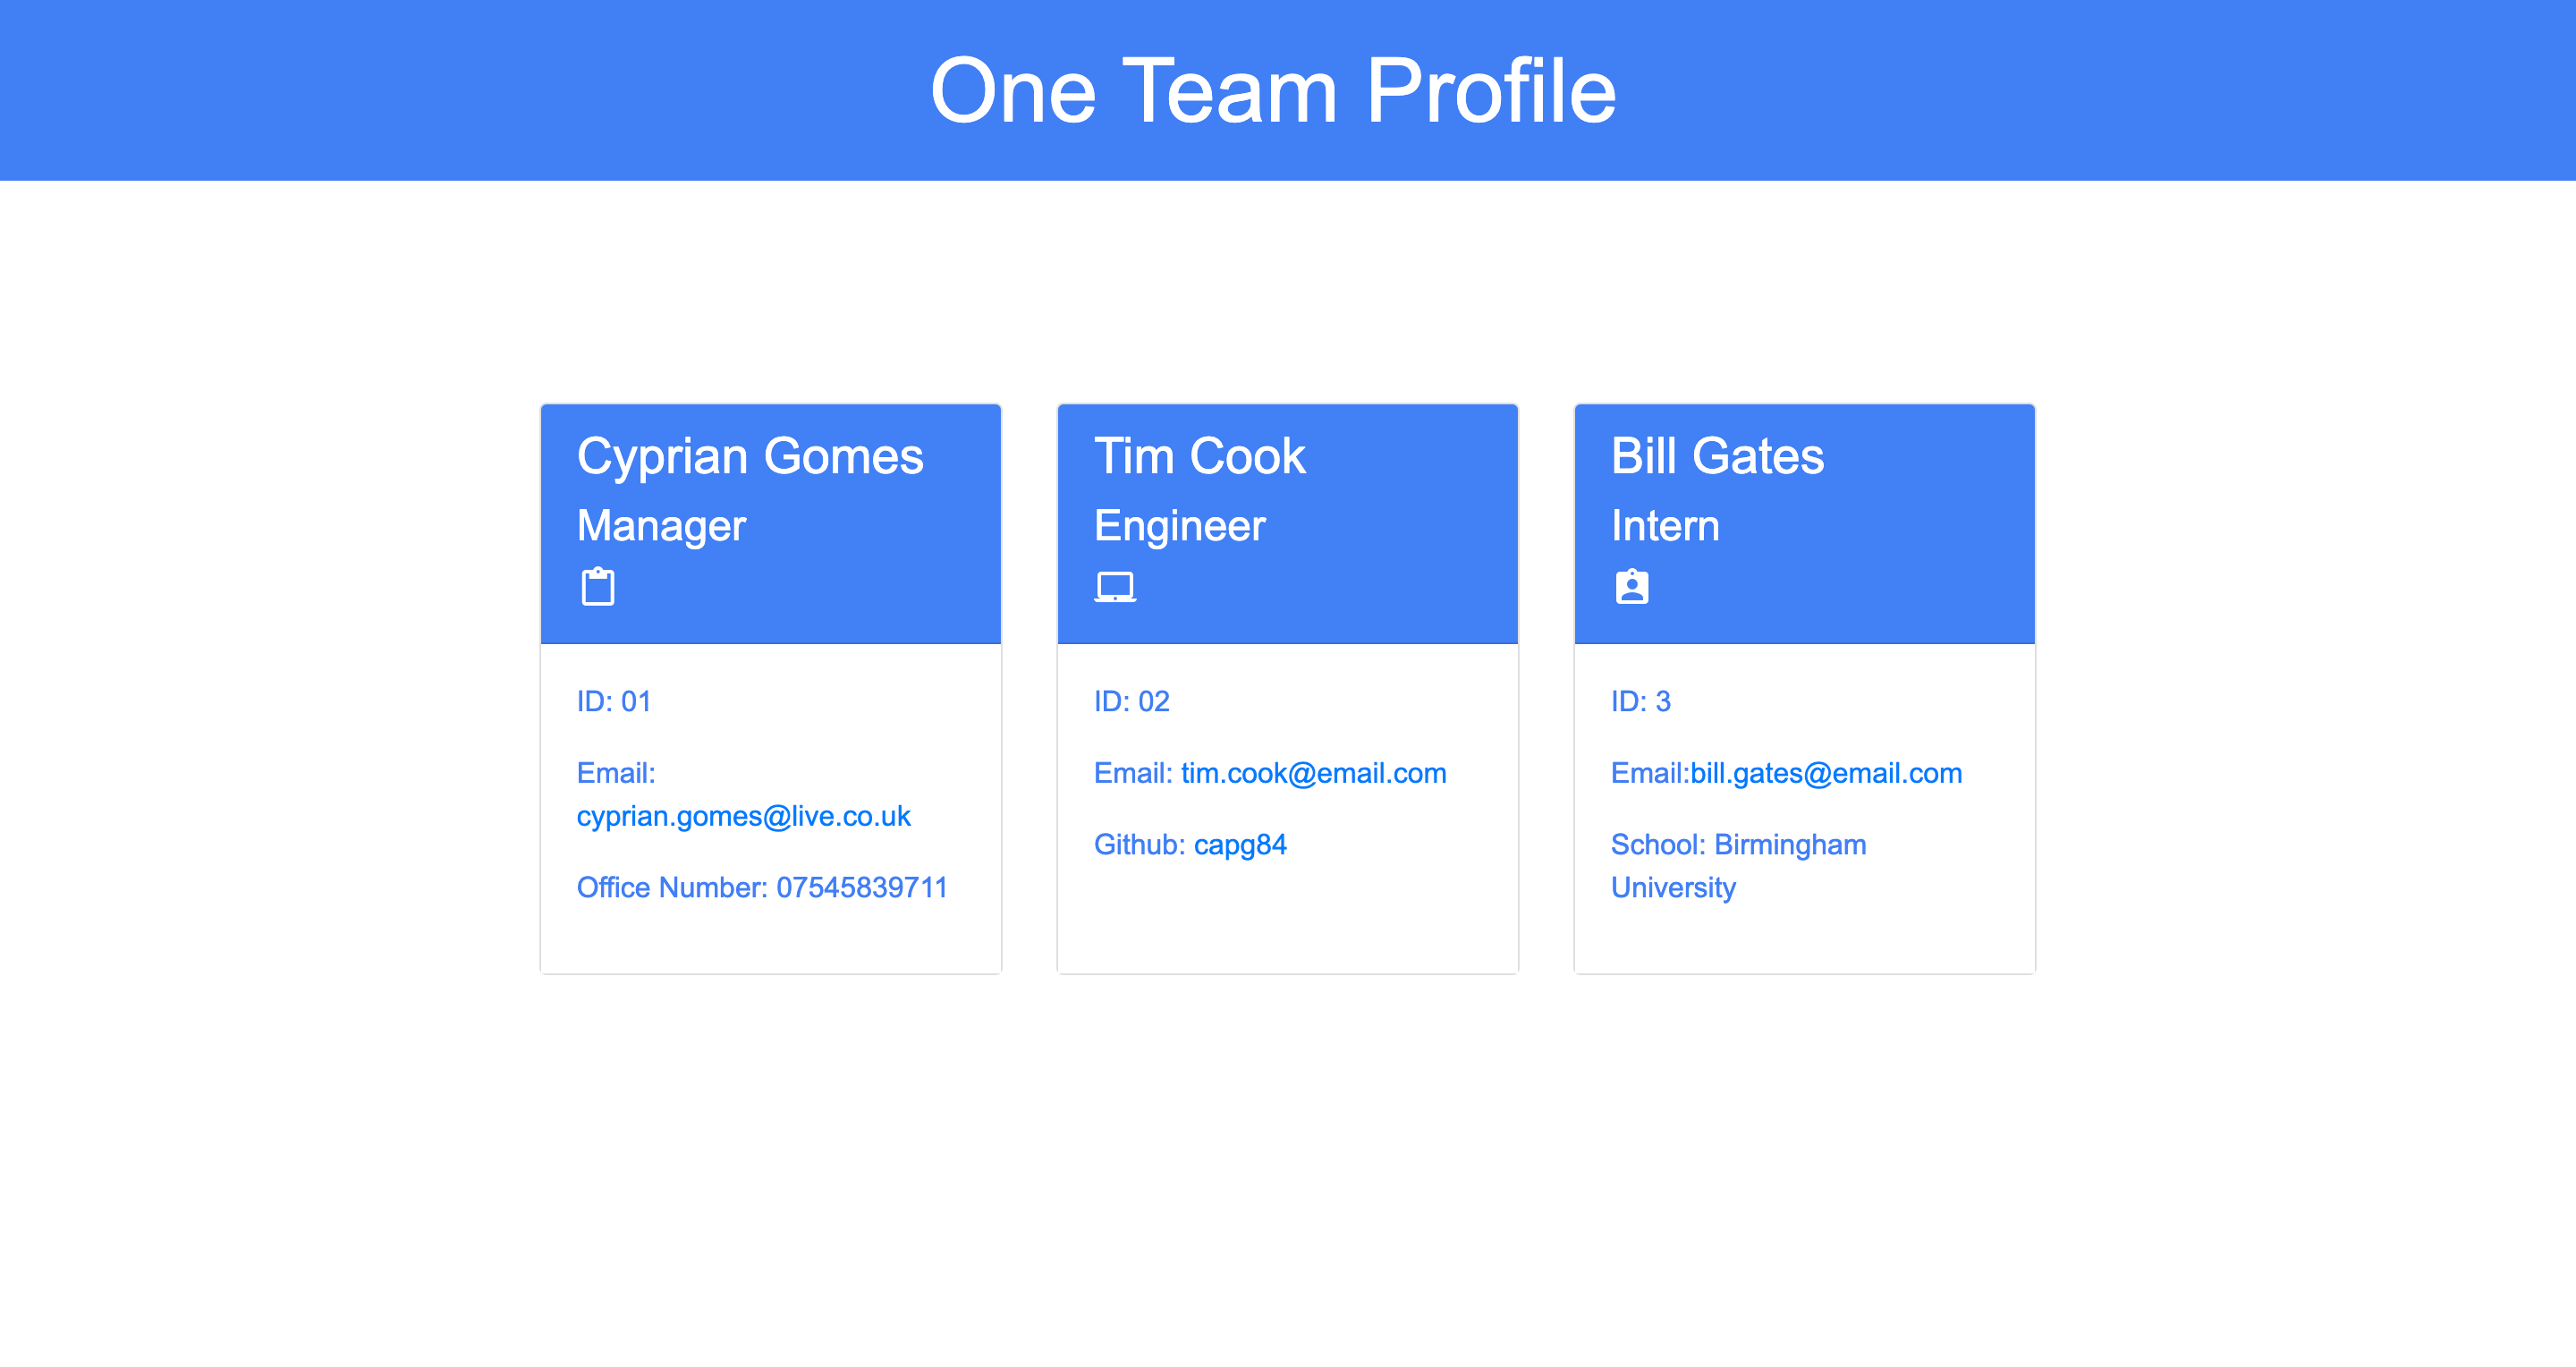 One Team Profile
Cyprian Gomes
Manager
ID: 01
Email:
cyprian.gomes@live.co.uk
Office Number: 07545839711
Tim Cook
Engineer
ID: 02
Email: tim.cook@email.com
Github: capg84
Bill Gates
Intern
ID: 3
Email:bill.gates@email.com
School: Birmingham
University